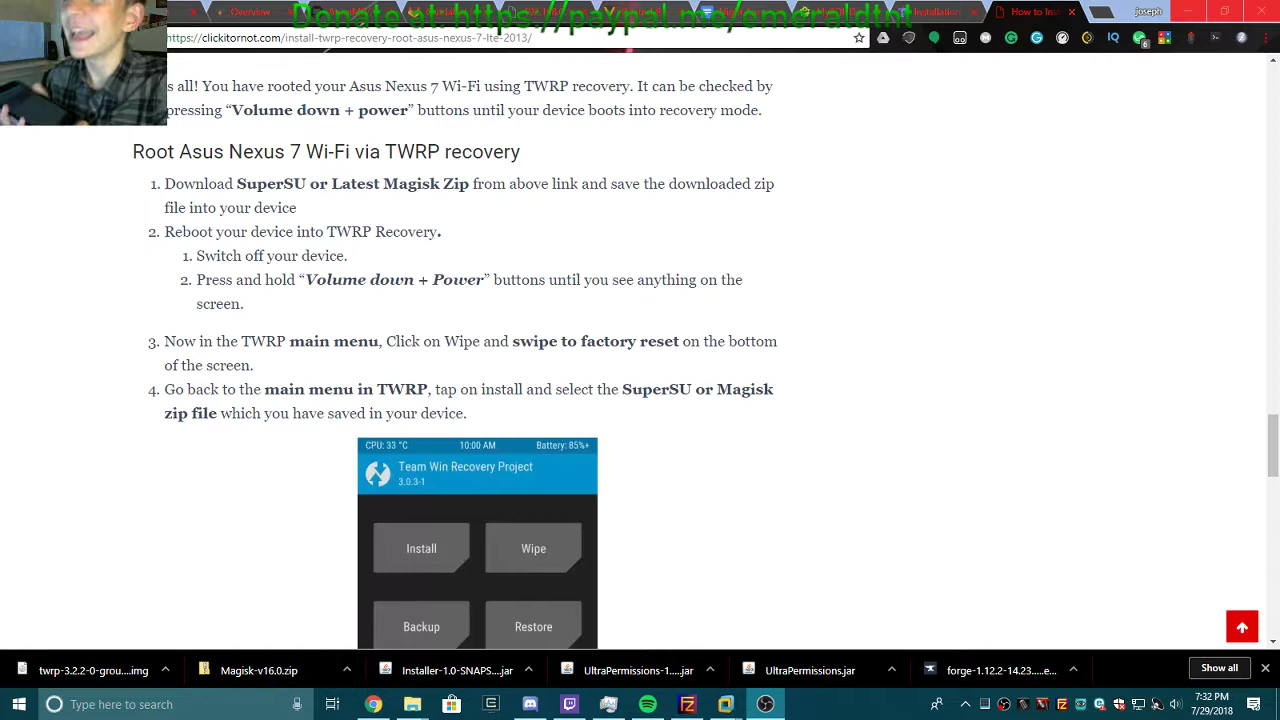 Overview
Installation
How to Ins
joseph
Donate at https://paypal.me/emeraldtnt
https://clickitornot.com/install-twrp-recovery-root-asus-nexus-7-lte-2013/
s all! You have rooted your Asus Nexus 7 Wi-Fi using TWRP recovery. It can be checked by
pressing “Volume down + power” buttons until your device boots into recovery mode.
Root Asus Nexus 7 Wi-Fi via TWRP recovery
1. Download SuperSU or Latest Magisk Zip from above link and save the downloaded zip
file into your device
2. Reboot your device into TWRP Recovery.
1. Switch off your device.
2. Press and hold “Volume down + Power” buttons until you see anything on the
screen.
3. Now in the TWRP main menu, Click on Wipe and swipe to factory reset on the bottom
of the screen.
4. Go back to the main menu in TWRP, tap on install and select the SuperSU or Magisk
zip file which you have saved in your device.
CPU: 33 °C 10:00 AM Battery: 85%+
Team Win Recovery Project
3.0.3-1
Install Wipe
Backup Restore
twrp-3.2.2-0-grou....img Magisk-v16.0.zip Installer-1.0-SNAPS....jar UltraPermissions-1....jar UltraPermissions.jar forge-1.12.2-14.23.....e... Show all
Type here to search
7:32 PM
7/29/2018